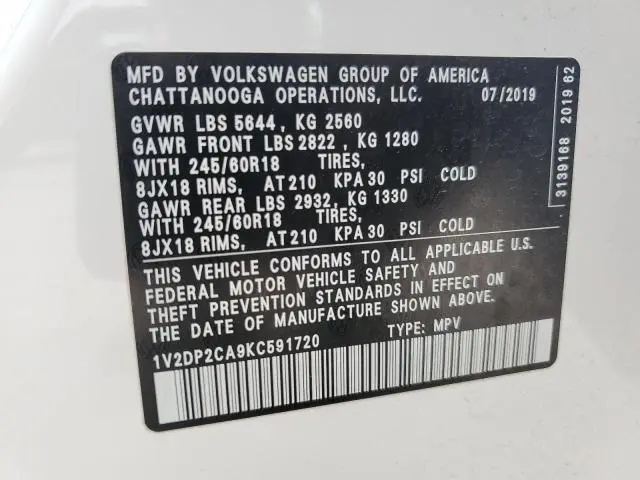 MFD BY VOLKSWAGEN GROUP OF AMERICA
CHATTANOOGA OPERATIONS, LLC. 07/2019
GVWR LBS 5644, KG 2560
GAWR FRONT LBS 2822, KG 1280
WITH 245/60R18 TIRES,
8JX18 RIMS, AT 210 KPA 30 PSI COLD
GAWR REAR LBS 2932, KG 1330
WITH 245/60R18 TIRES,
8JX18 RIMS, AT 210 KPA 30 PSI COLD
THIS VEHICLE CONFORMS TO ALL APPLICABLE U.S.
FEDERAL MOTOR VEHICLE SAFETY AND
THEFT PREVENTION STANDARDS IN EFFECT ON
THE DATE OF MANUFACTURE SHOWN ABOVE.
1V2DP2CA9KC591720 TYPE: MPV
3139168 2019 62